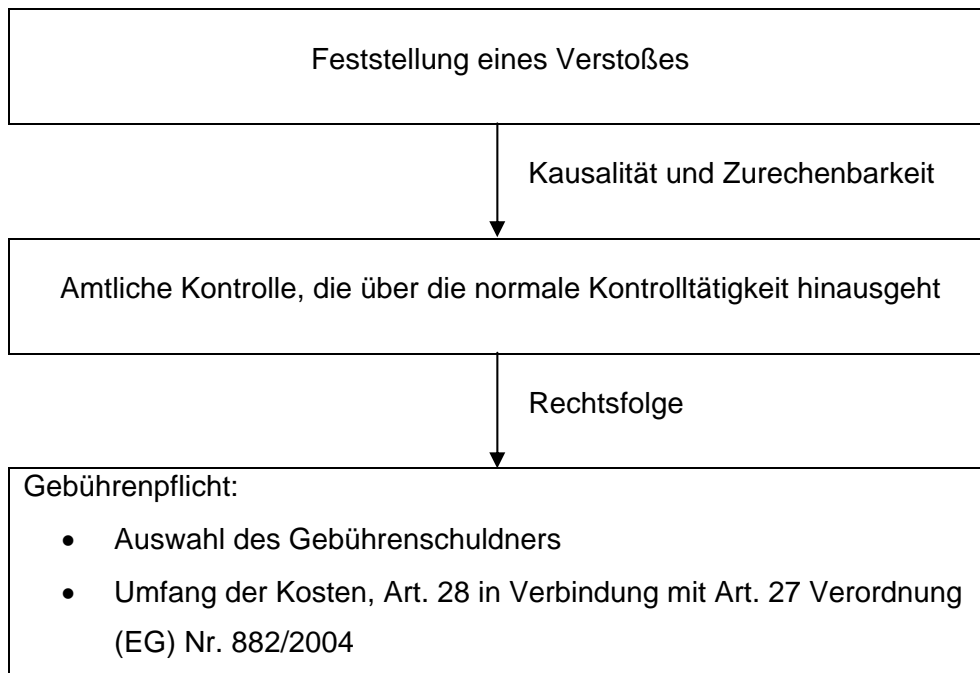 Feststellung eines Verstoßes
Kausalität und Zurechenbarkeit
Amtliche Kontrolle, die über die normale Kontrolltätigkeit hinausgeht
Rechtsfolge
Gebührenpflicht:
• Auswahl des Gebührenschuldners
• Umfang der Kosten, Art. 28 in Verbindung mit Art. 27 Verordnung
(EG) Nr. 882/2004